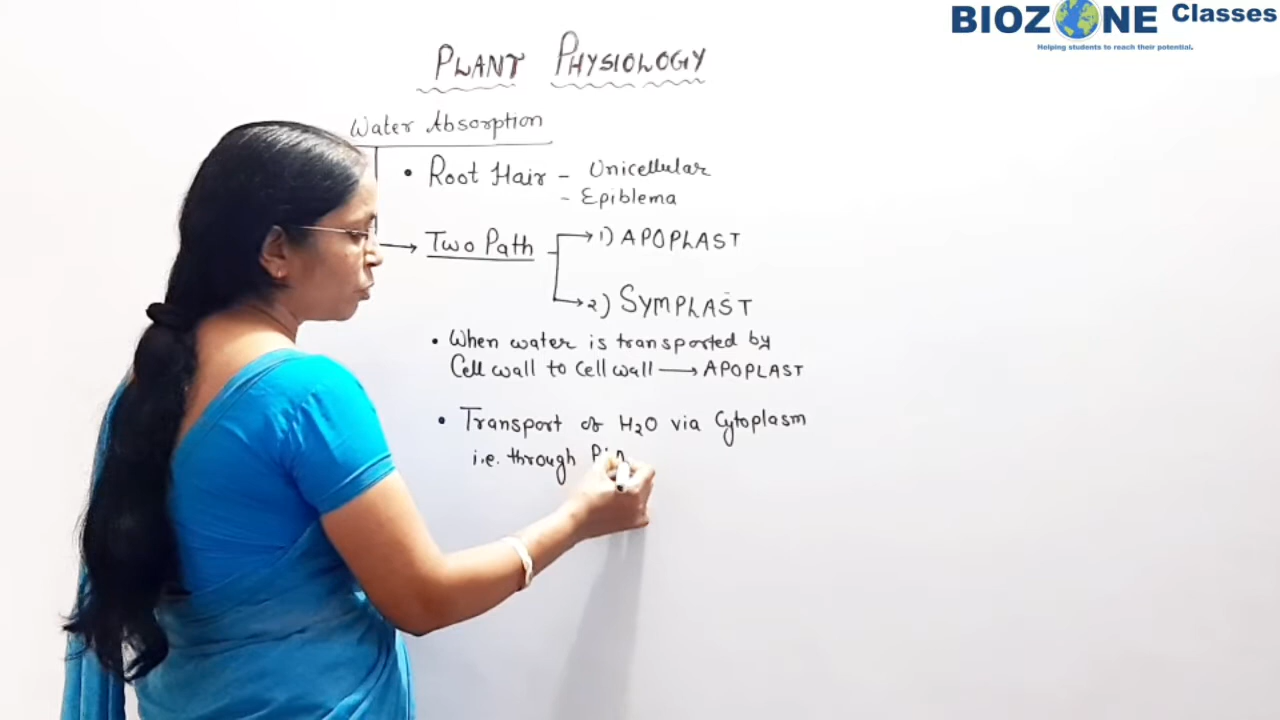 BIOZONE Classes
Helping students to reach their potential.
PLANT PHYSIOLOGY
Water Absorption
• Root Hair - Unicellular
- Epiblema
→ Two Path → 1) APOPLAST
→ 2) SYMPLAST
• When water is transported by
Cell wall to Cell wall → APOPLAST
• Transport of H2O via Cytoplasm
i.e. through